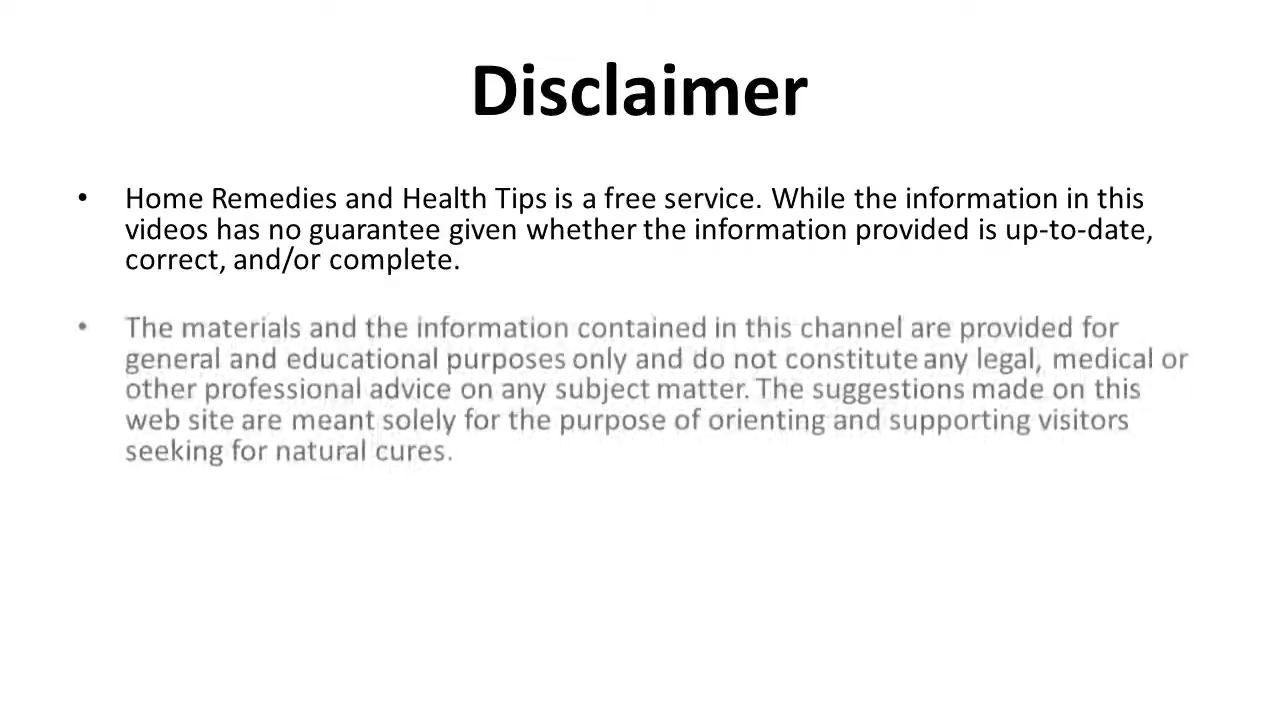 Disclaimer
• Home Remedies and Health Tips is a free service. While the information in this
videos has no guarantee given whether the information provided is up-to-date,
correct, and/or complete.
• The materials and the information contained in this channel are provided for
general and educational purposes only and do not constitute any legal, medical or
other professional advice on any subject matter. The suggestions made on this
web site are meant solely for the purpose of orienting and supporting visitors
seeking for natural cures.